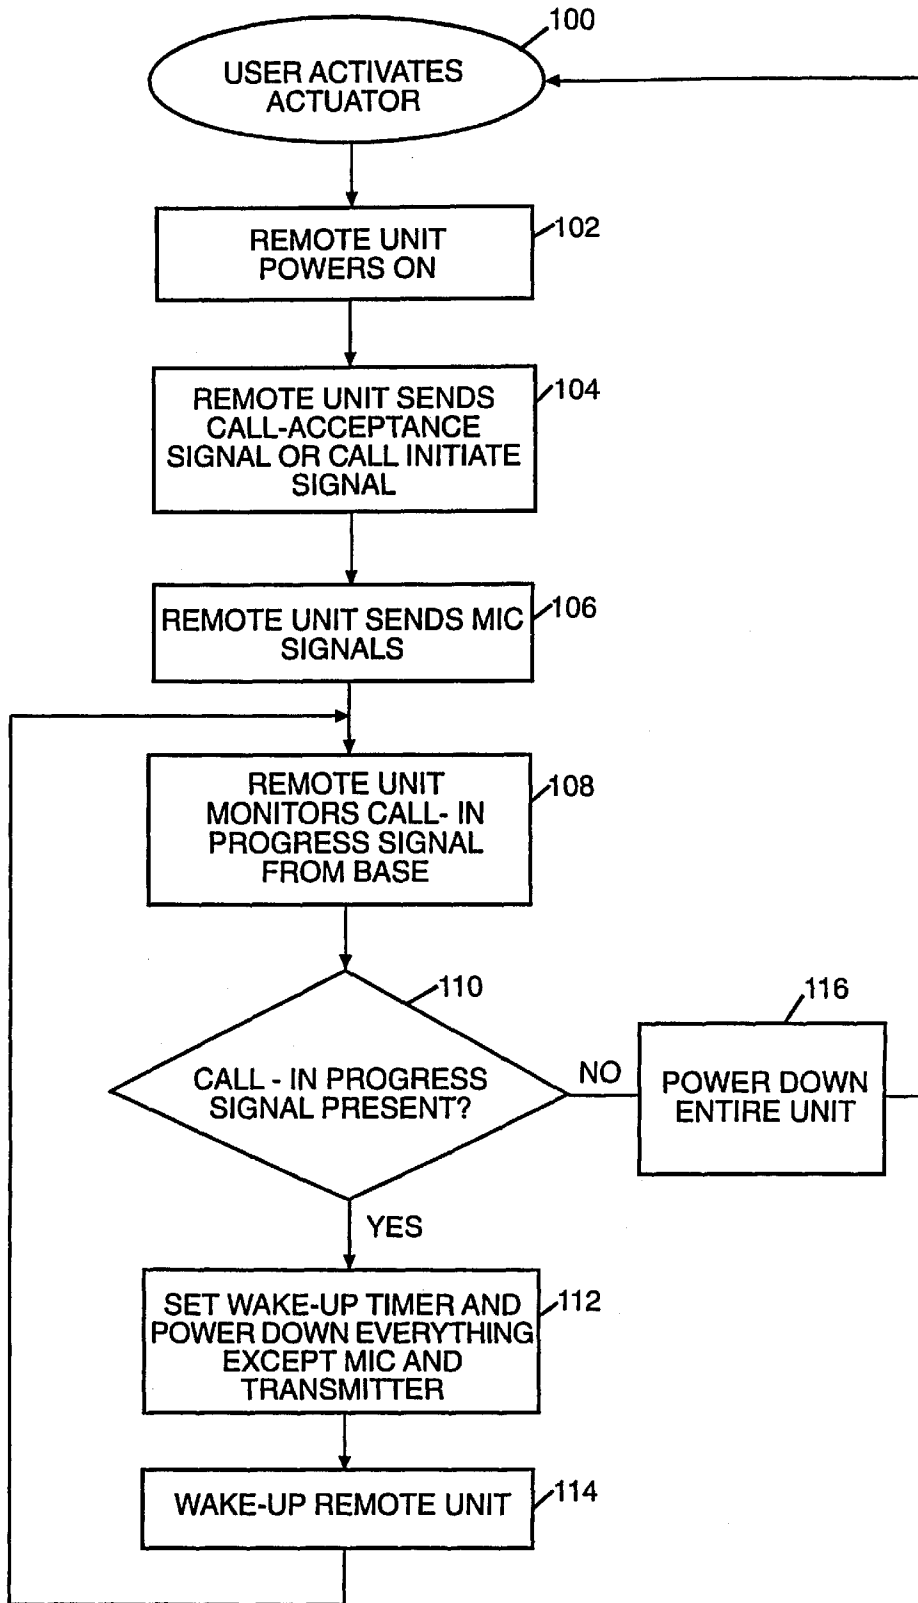 100
USER ACTIVATES
ACTUATOR
102
REMOTE UNIT
POWERS ON
104
REMOTE UNIT SENDS
CALL-ACCEPTANCE
SIGNAL OR CALL INITIATE
SIGNAL
106
REMOTE UNIT SENDS MIC
SIGNALS
108
REMOTE UNIT
MONITORS CALL- IN
PROGRESS SIGNAL
FROM BASE
110
CALL - IN PROGRESS
SIGNAL PRESENT?
NO
116
POWER DOWN
ENTIRE UNIT
YES
112
SET WAKE-UP TIMER AND
POWER DOWN EVERYTHING
EXCEPT MIC AND
TRANSMITTER
114
WAKE-UP REMOTE UNIT